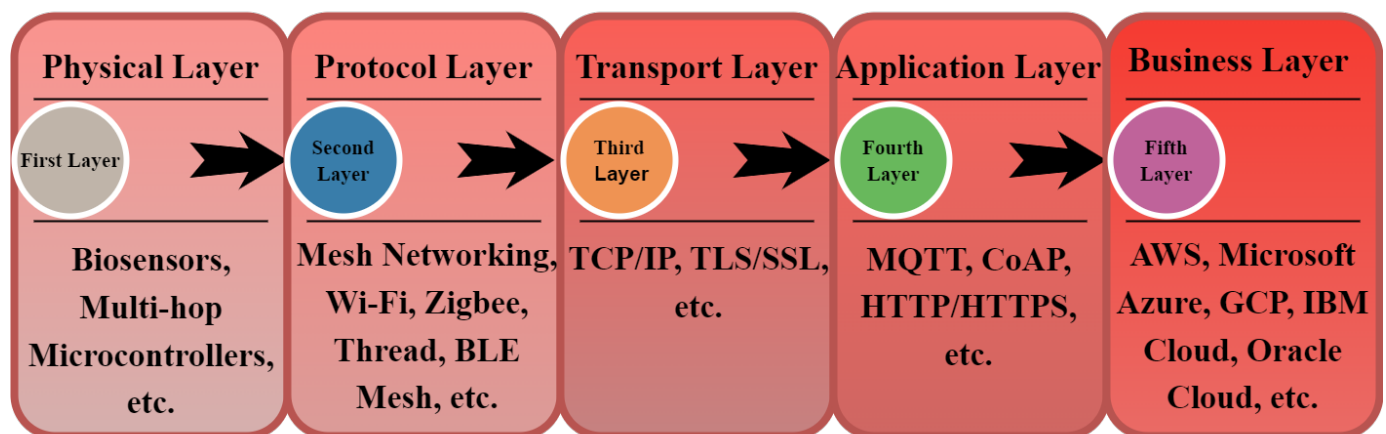 Physical Layer
First Layer
Biosensors,
Multi-hop
Microcontrollers,
etc.
Protocol Layer
Second
Layer
Mesh Networking,
Wi-Fi, Zigbee,
Thread, BLE
Mesh, etc.
Transport Layer
Third
Layer
TCP/IP, TLS/SSL,
etc.
Application Layer
Fourth
Layer
MQTT, CoAP,
HTTP/HTTPS,
etc.
Business Layer
Fifth
Layer
AWS, Microsoft
Azure, GCP, IBM
Cloud, Oracle
Cloud, etc.